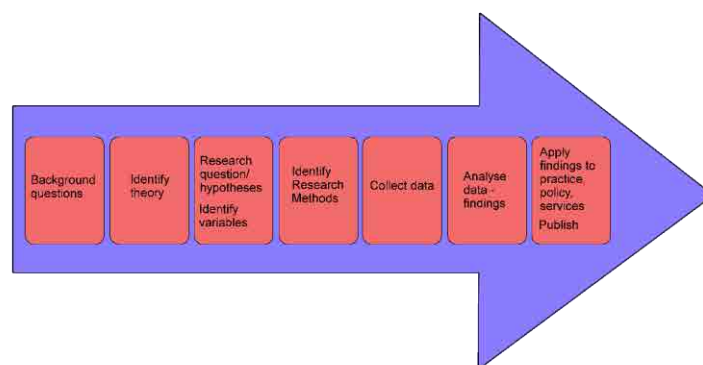 Background
questions
Identify
theory
Research
question/
hypotheses
Identify
variables
Identify
Research
Methods
Collect data
Analyse
data -
findings
Apply
findings to
practice,
policy,
services
Publish